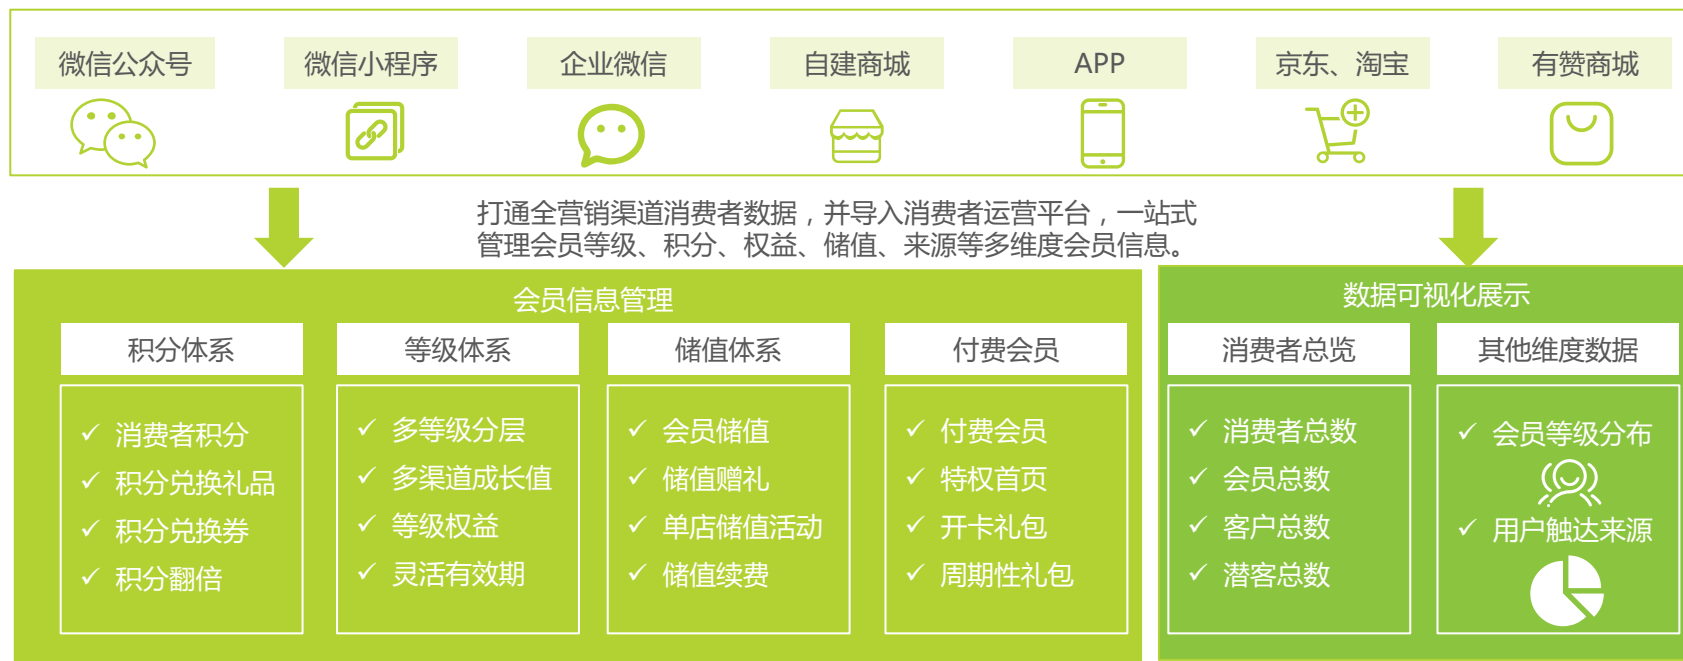 微信公众号
微信小程序
企业微信
自建商城
APP
京东、淘宝
有赞商城
打通全营销渠道消费者数据，并导入消费者运营平台，一站式
管理会员等级、积分、权益、储值、来源等多维度会员信息。
会员信息管理
积分体系
消费者积分
积分兑换礼品
积分兑换券
积分翻倍
等级体系
多等级分层
多渠道成长值
等级权益
灵活有效期
储值体系
会员储值
储值赠礼
单店储值活动
储值续费
付费会员
付费会员
特权首页
开卡礼包
周期性礼包
数据可视化展示
消费者总览
消费者总数
会员总数
客户总数
潜客总数
其他维度数据
会员等级分布
用户触达来源